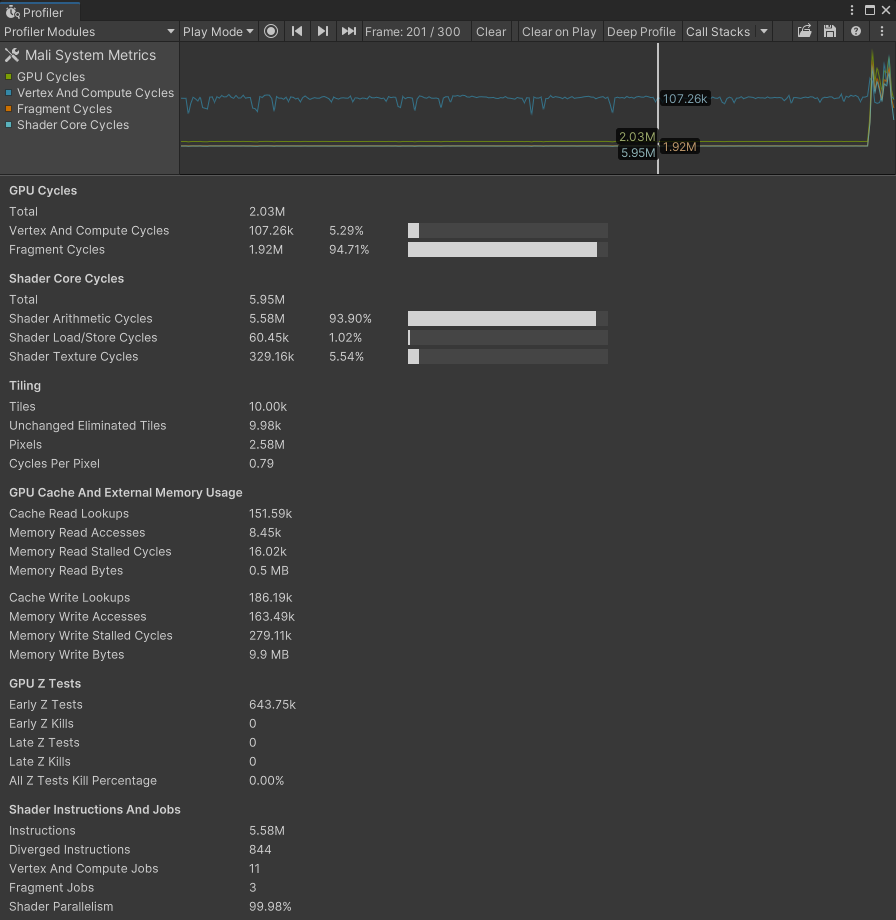 Profiler
Profiler Modules Play Mode Frame: 201 / 300 Clear Clear on Play Deep Profile Call Stacks
Mali System Metrics
GPU Cycles
Vertex And Compute Cycles
Fragment Cycles
Shader Core Cycles
107.26k
2.03M
5.95M 1.92M
GPU Cycles
Total 2.03M
Vertex And Compute Cycles 107.26k 5.29%
Fragment Cycles 1.92M 94.71%
Shader Core Cycles
Total 5.95M
Shader Arithmetic Cycles 5.58M 93.90%
Shader Load/Store Cycles 60.45k 1.02%
Shader Texture Cycles 329.16k 5.54%
Tiling
Tiles 10.00k
Unchanged Eliminated Tiles 9.98k
Pixels 2.58M
Cycles Per Pixel 0.79
GPU Cache And External Memory Usage
Cache Read Lookups 151.59k
Memory Read Accesses 8.45k
Memory Read Stalled Cycles 16.02k
Memory Read Bytes 0.5 MB
Cache Write Lookups 186.19k
Memory Write Accesses 163.49k
Memory Write Stalled Cycles 279.11k
Memory Write Bytes 9.9 MB
GPU Z Tests
Early Z Tests 643.75k
Early Z Kills 0
Late Z Tests 0
Late Z Kills 0
All Z Tests Kill Percentage 0.00%
Shader Instructions And Jobs
Instructions 5.58M
Diverged Instructions 844
Vertex And Compute Jobs 11
Fragment Jobs 3
Shader Parallelism 99.98%